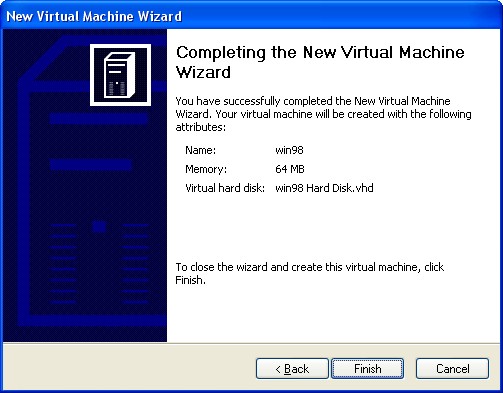 New Virtual Machine Wizard
Completing the New Virtual Machine
Wizard
You have successfully completed the New Virtual Machine
Wizard. Your virtual machine will be created with the following
attributes:
Name: win98
Memory: 64 MB
Virtual hard disk: win98 Hard Disk.vhd
To close the wizard and create this virtual machine, click
Finish.
< Back Finish Cancel